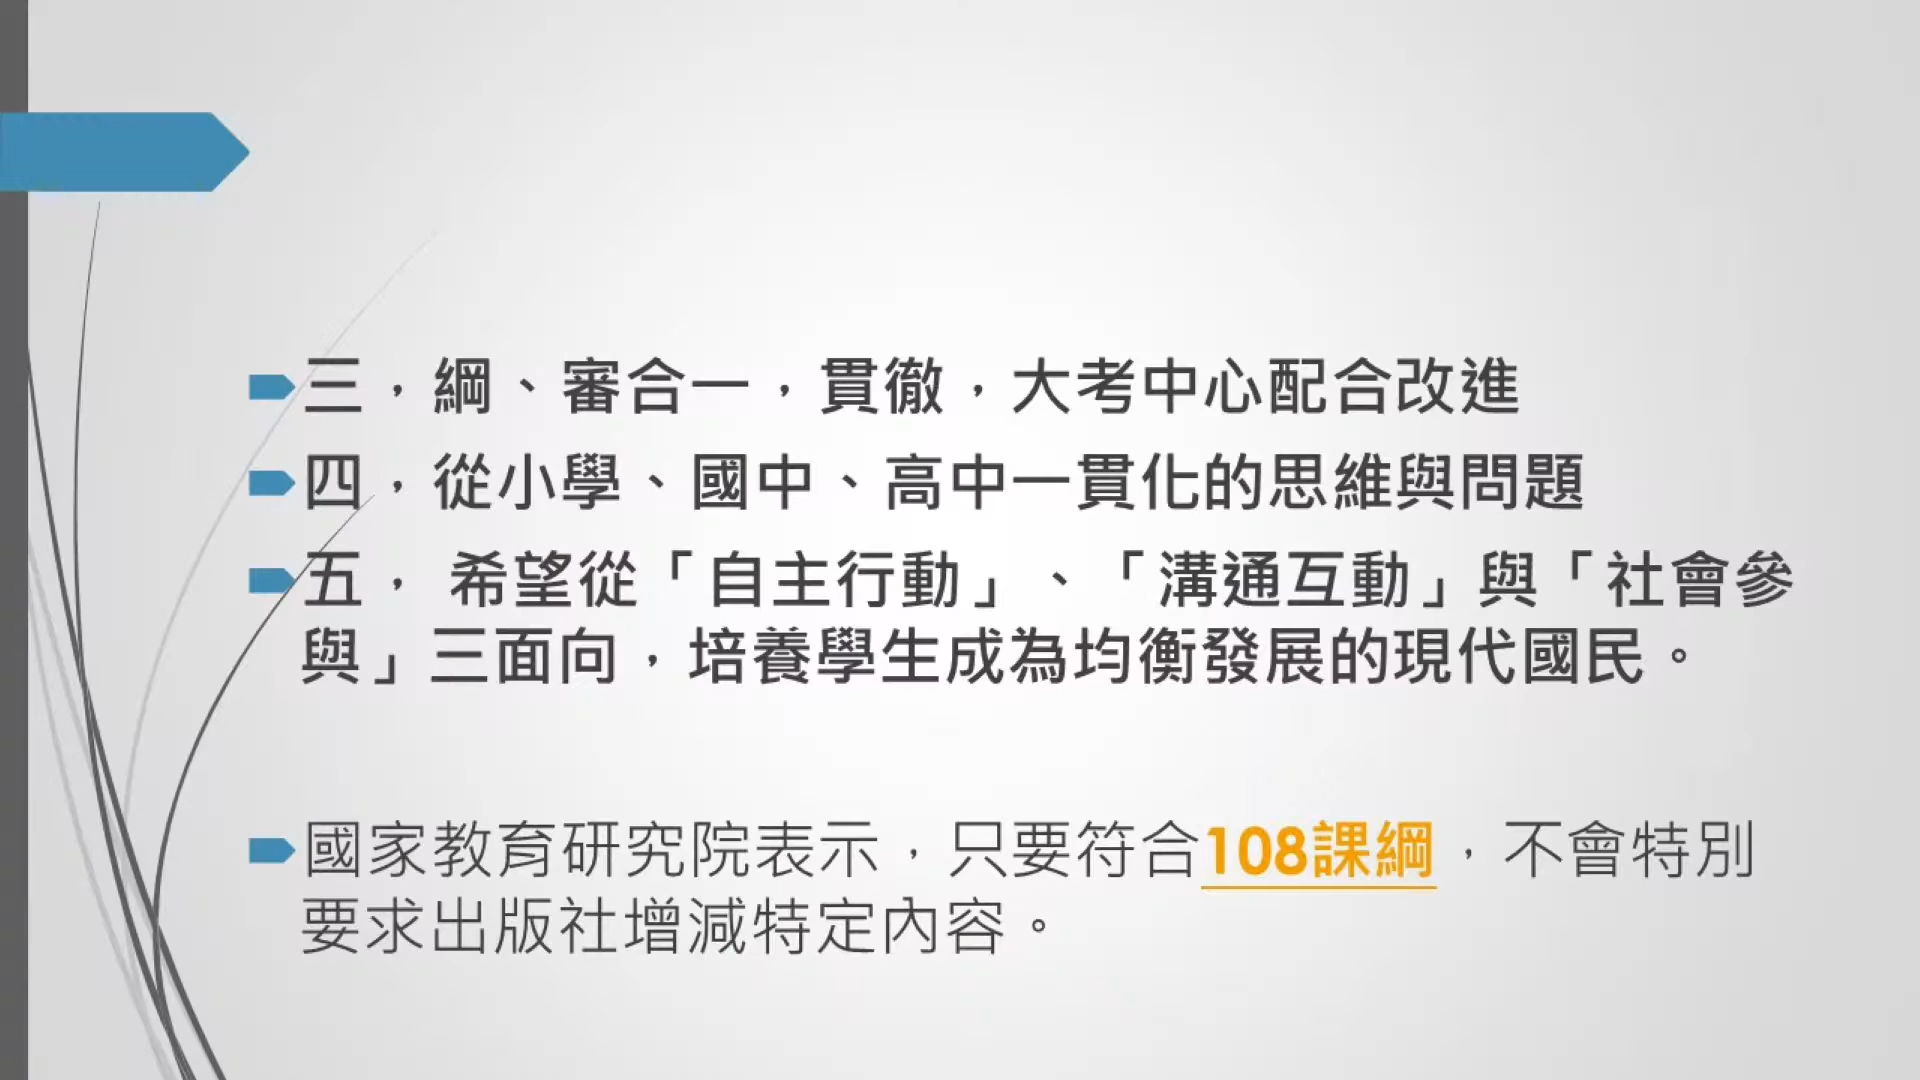 三，綱、審合一，貫徹，大考中心配合改進
四，從小學、國中、高中一貫化的思維與問題
五， 希望從「自主行動」、「溝通互動」與「社會參
與」三面向，培養學生成為均衡發展的現代國民。
國家教育研究院表示，只要符合108課綱，不會特別
要求出版社增減特定內容。